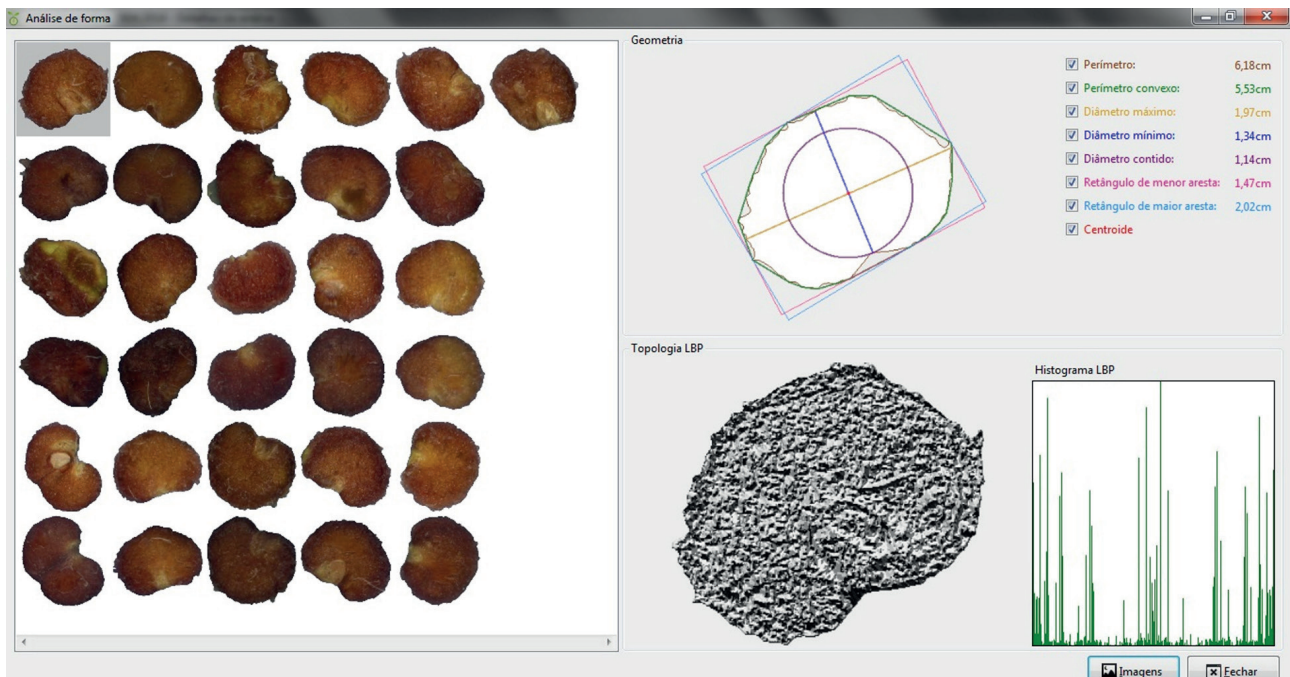 Análise de forma
Geometria
Perímetro: 6,18cm
Perímetro convexo: 5,53cm
Diâmetro máximo: 1,97cm
Diâmetro mínimo: 1,34cm
Diâmetro contido: 1,14cm
Retângulo de menor aresta: 1,47cm
Retângulo de maior aresta: 2,02cm
Centroide
Topologia LBP
Histograma LBP
Imagens Fechar